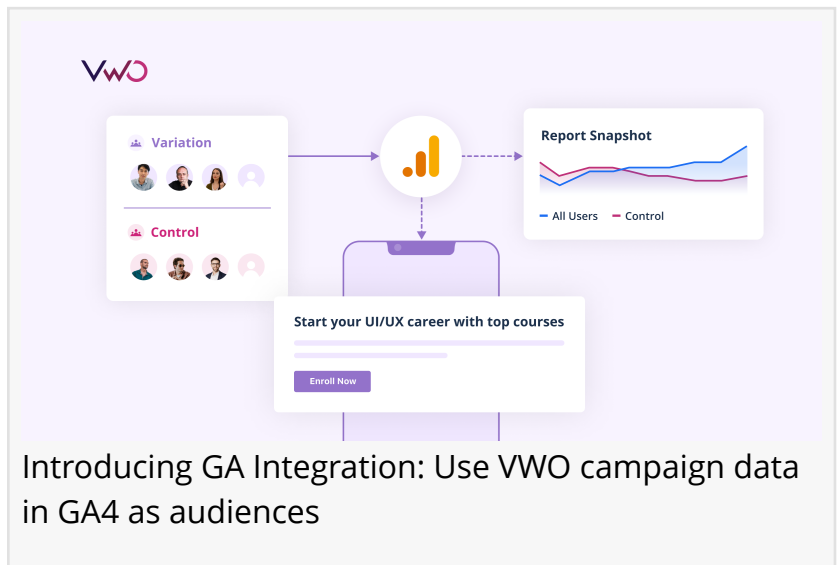 VWO
Variation
Control
Report Snapshot
All Users
Control
Start your UI/UX career with top courses
Enroll Now
Introducing GA Integration: Use VWO campaign data
in GA4 as audiences